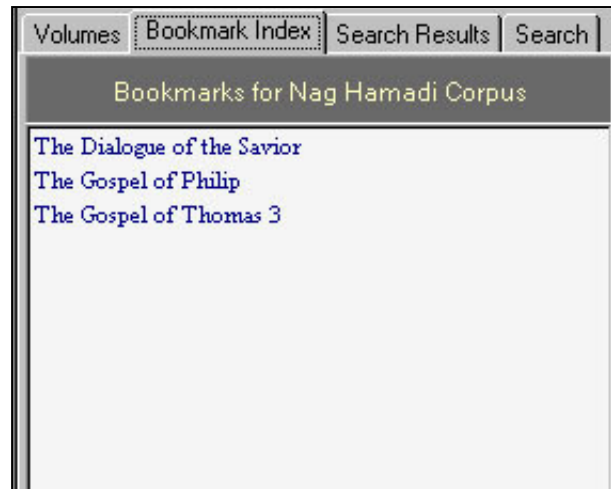 Volumes Bookmark Index Search Results Search
Bookmarks for Nag Hamadi Corpus
The Dialogue of the Savior
The Gospel of Philip
The Gospel of Thomas 3